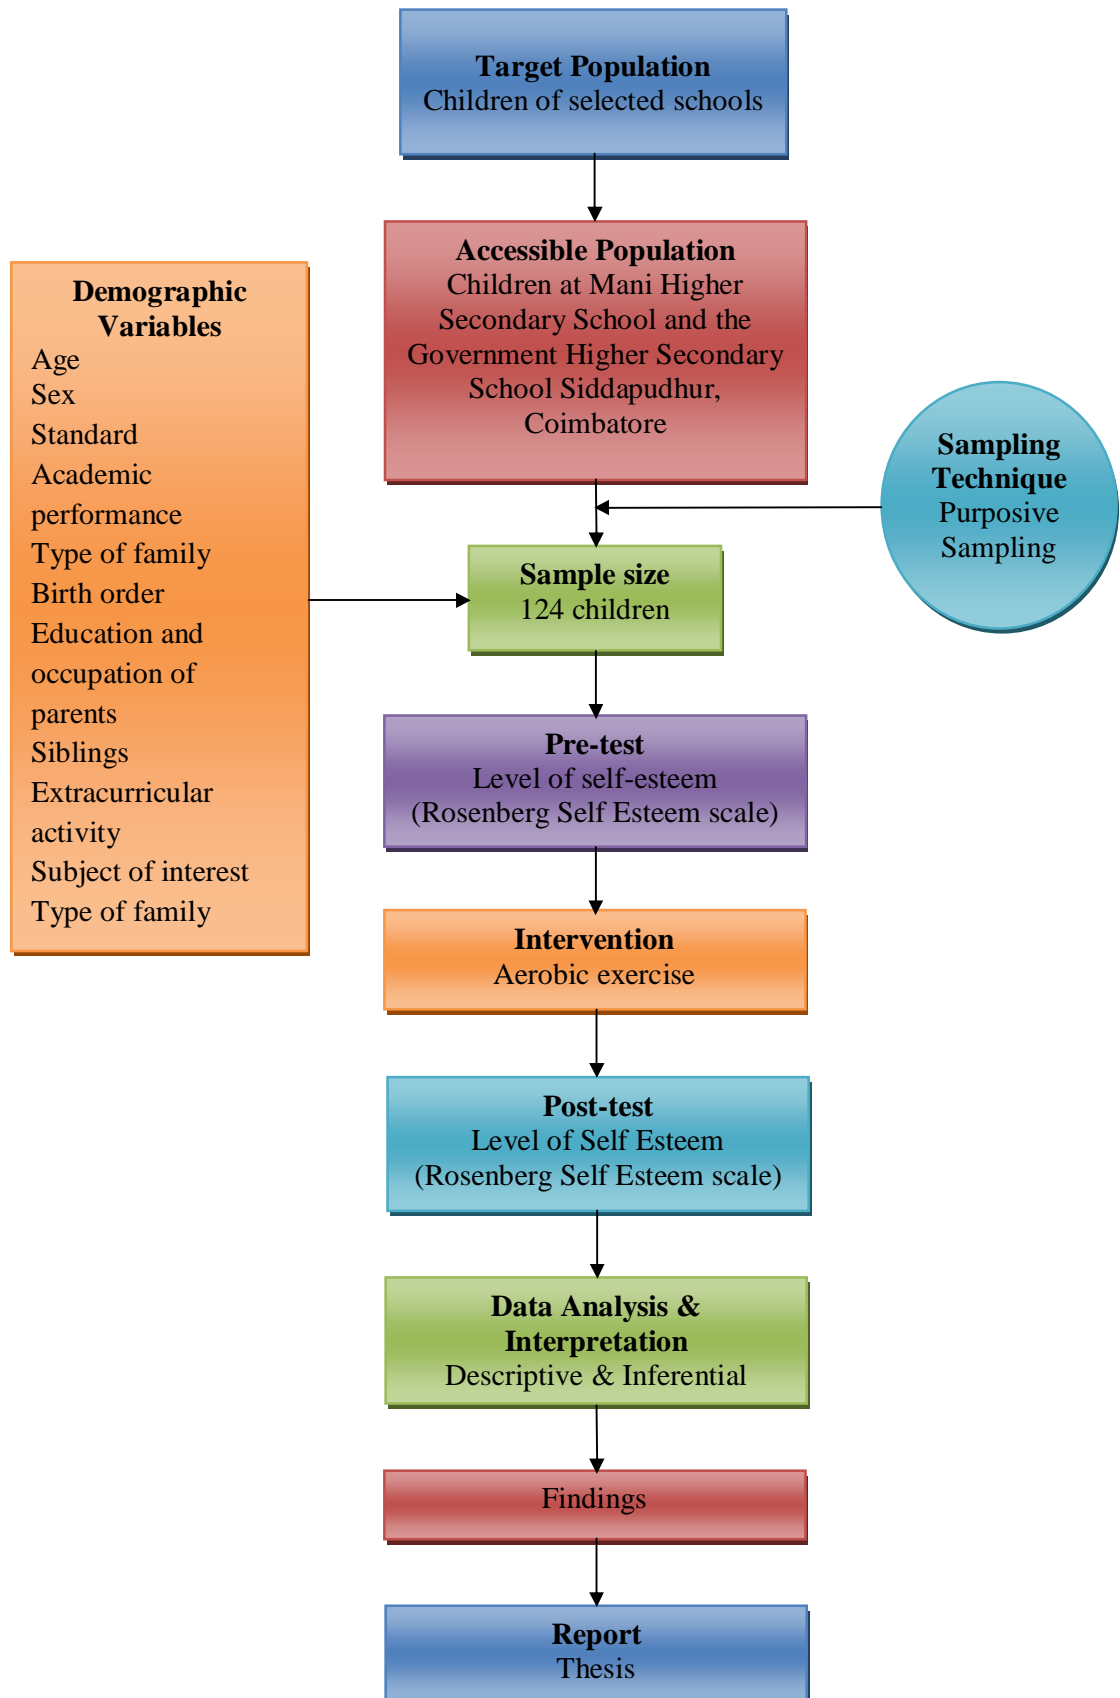 Target Population
Children of selected schools
Accessible Population
Children at Mani Higher
Secondary School and the
Government Higher Secondary
School Siddapudhur,
Coimbatore
Demographic
Variables
Age
Sex
Standard
Academic
performance
Type of family
Birth order
Education and
occupation of
parents
Siblings
Extracurricular
activity
Subject of interest
Type of family
Sampling
Technique
Purposive
Sampling
Sample size
124 children
Pre-test
Level of self-esteem
(Rosenberg Self Esteem scale)
Intervention
Aerobic exercise
Post-test
Level of Self Esteem
(Rosenberg Self Esteem scale)
Data Analysis &
Interpretation
Descriptive & Inferential
Findings
Report
Thesis